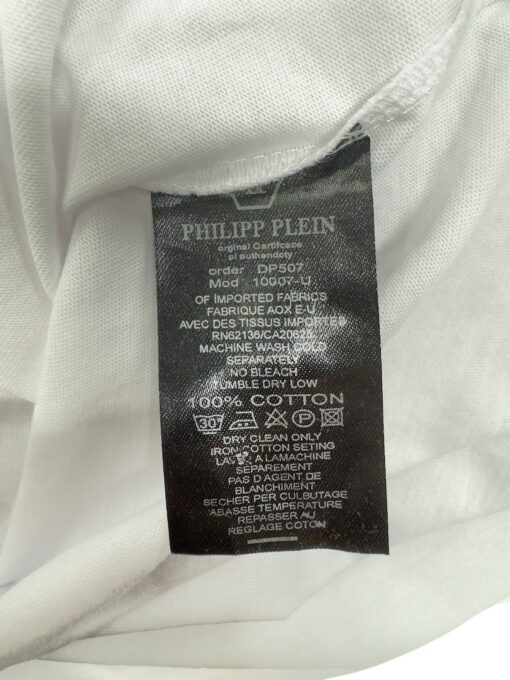 PHILIPP PLEIN
orginal Cartificace
of authendcity
order DP507
Mod 10007-U
OF IMPORTED FABRICS
FABRIQUE AOX E-U
AVEC DES TISSUS IMPORTES
RN62136/CA20625
MACHINE WASH COLD
SEPARATELY
NO BLEACH
TUMBLE DRY LOW
100% COTTON
30° P
DRY CLEAN ONLY
IRON COTTON SETING
A LAMACHINE
SEPAREMENT
PAS D AGENT DE
BLANCHIMENT
SECHER PER CULBUTAGE
ABASSE TEMPERATURE
REPASSER AU
REGLAGE COTON